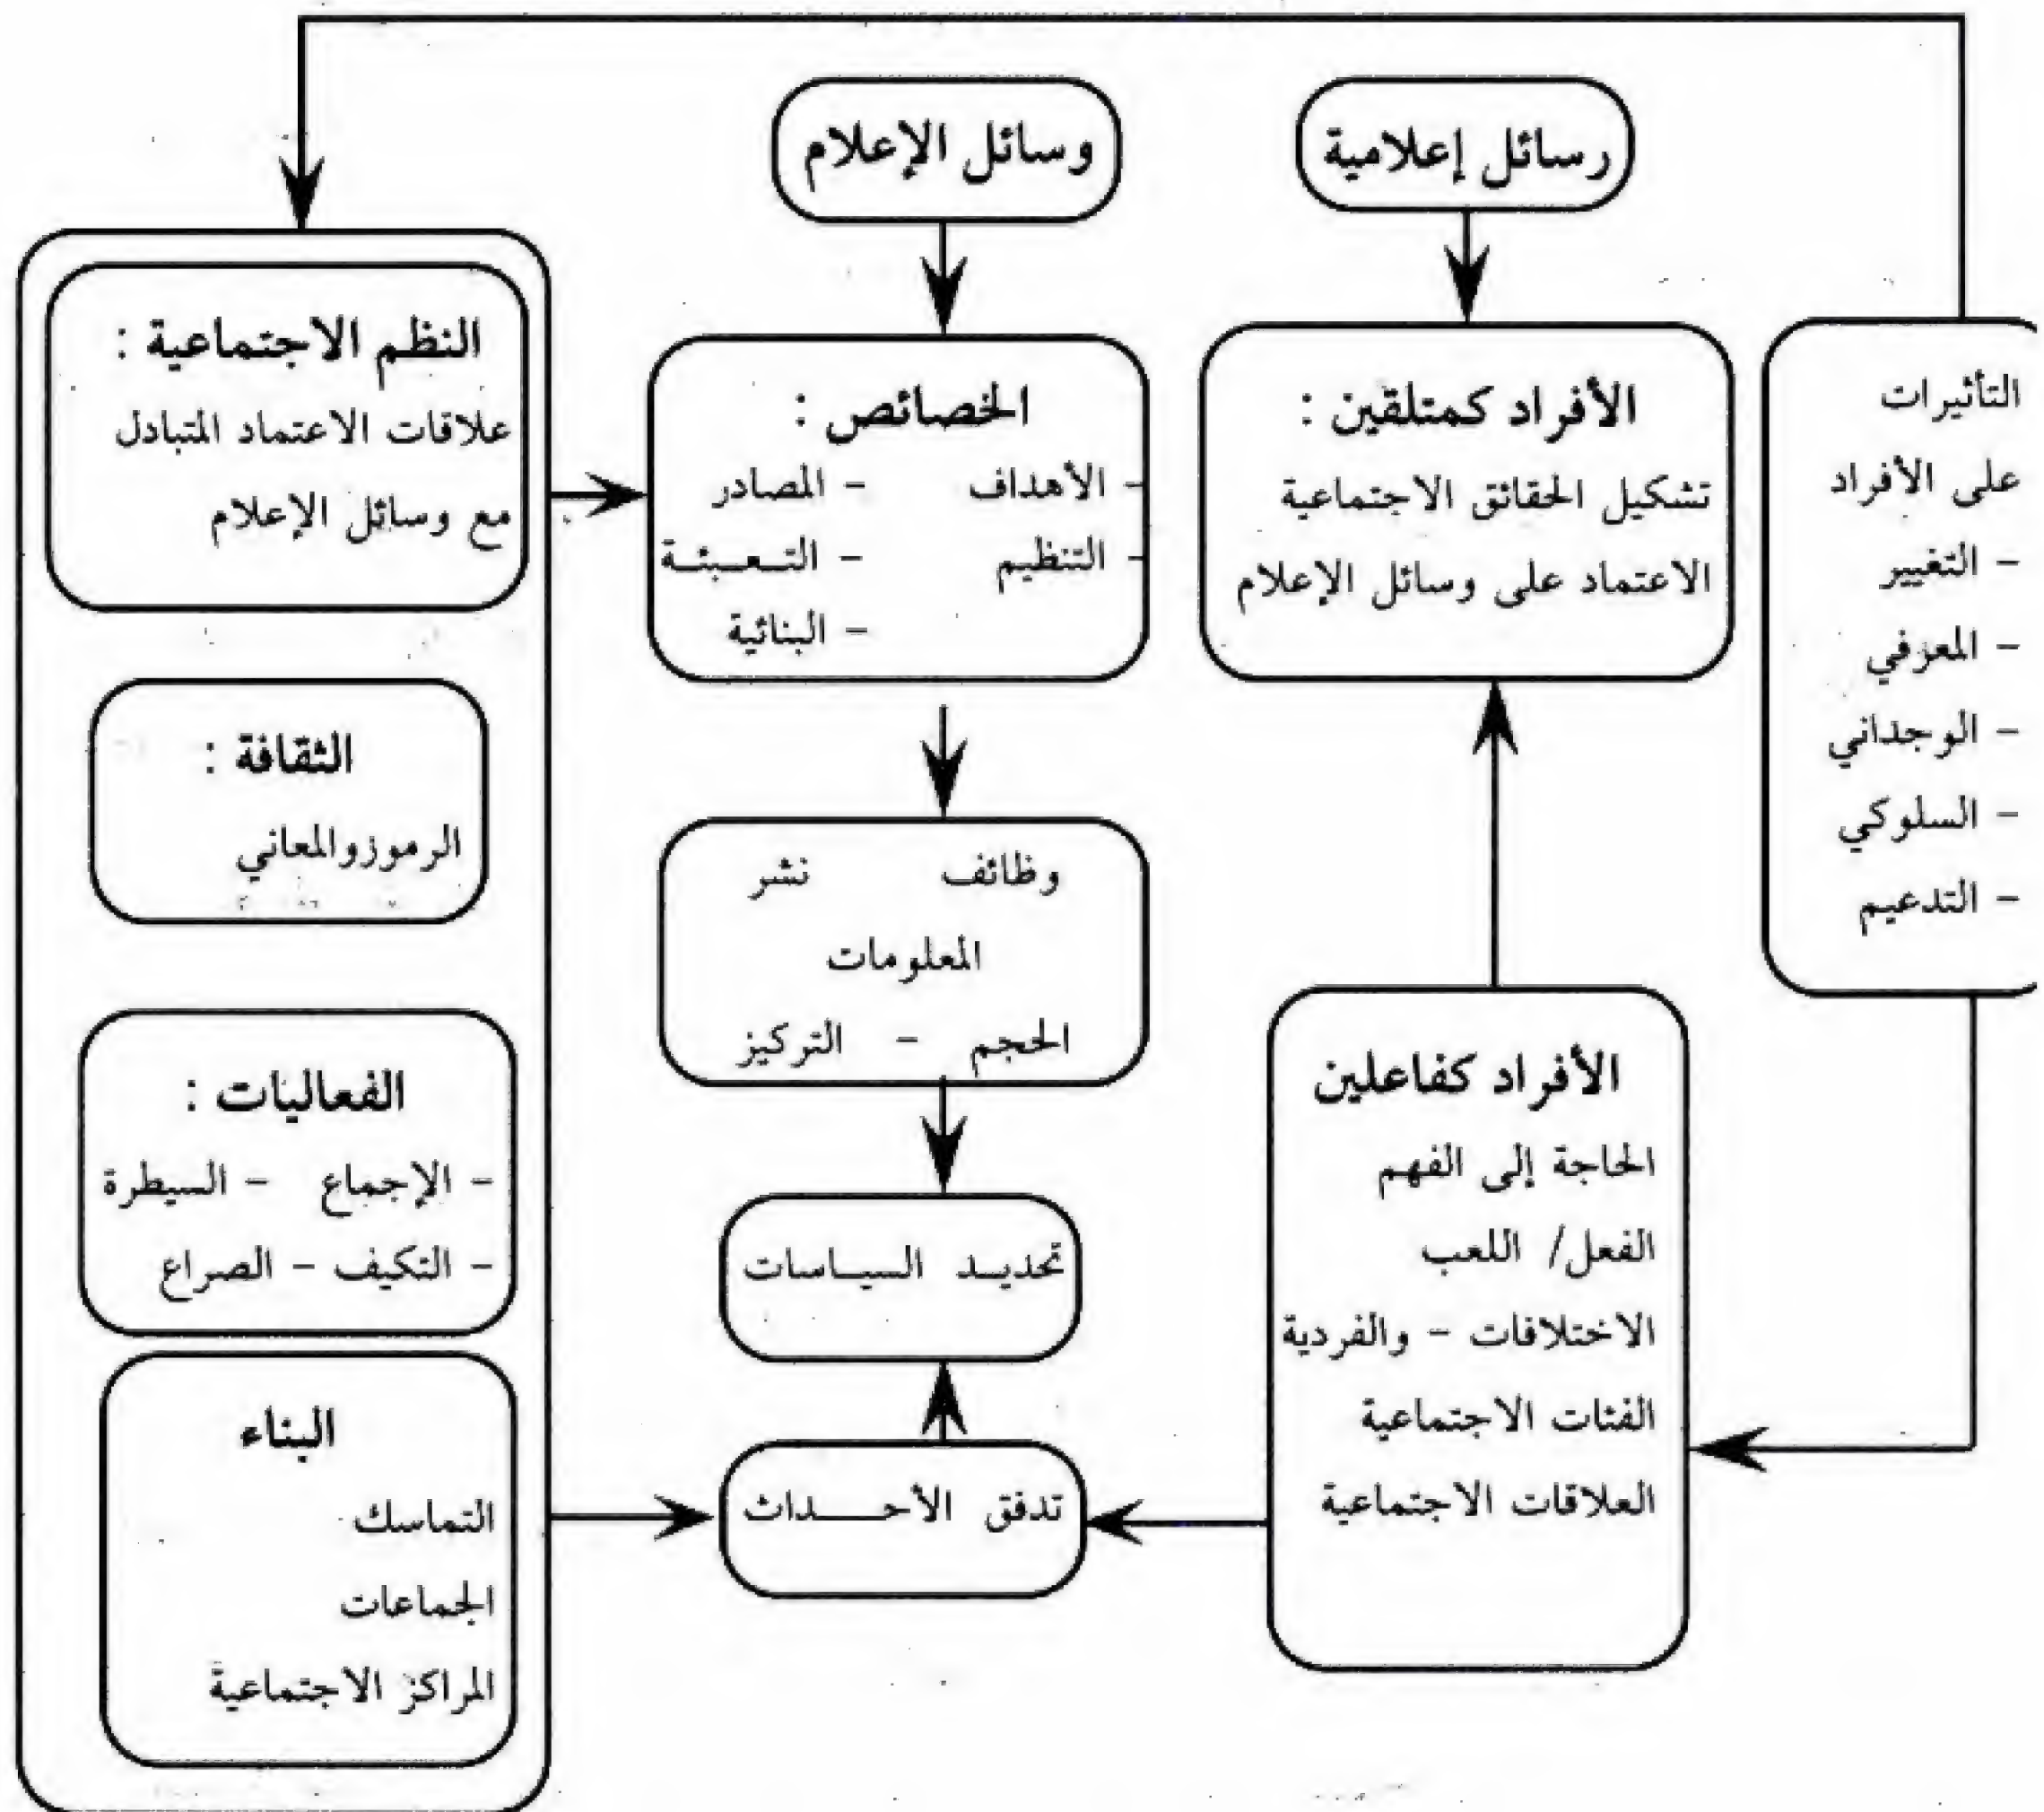 رسائل إعلامية
وسائل الإعلام
التأثيرات
على الأفراد
- التغيير
- المعرفي
- الوجداني
- السلوكي
- التدعيم
الأفراد كمتلقين :
تشكيل الحقائق الاجتماعية
الاعتماد على وسائل الإعلام
الأفراد كفاعلين
الحاجة إلى الفهم
الفعل/ اللعب
الاختلافات - والفردية
الفئات الاجتماعية
العلاقات الاجتماعية
الخصائص :
- الأهداف - المصادر
- التنظيم - التعبئة
- البنائية
وظائف نشر
المعلومات
الحجم - التركيز
تحديد السياسات
تدفق الأحداث
النظم الاجتماعية :
علاقات الاعتماد المتبادل
مع وسائل الإعلام
الثقافة :
الرموز والمعاني
الفعاليات :
- الإجماع - السيطرة
- التكيف - الصراع
البناء
التماسك
الجماعات
المراكز الاجتماعية